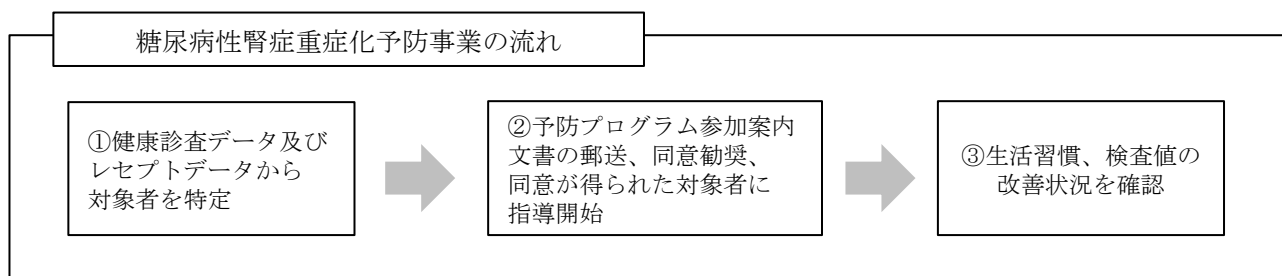 糖尿病性腎症重症化予防事業の流れ
①健康診査データ及び
レセプトデータから
対象者を特定
②予防プログラム参加案内
文書の郵送、同意勧奨、
同意が得られた対象者に
指導開始
③生活習慣、検査値の
改善状況を確認